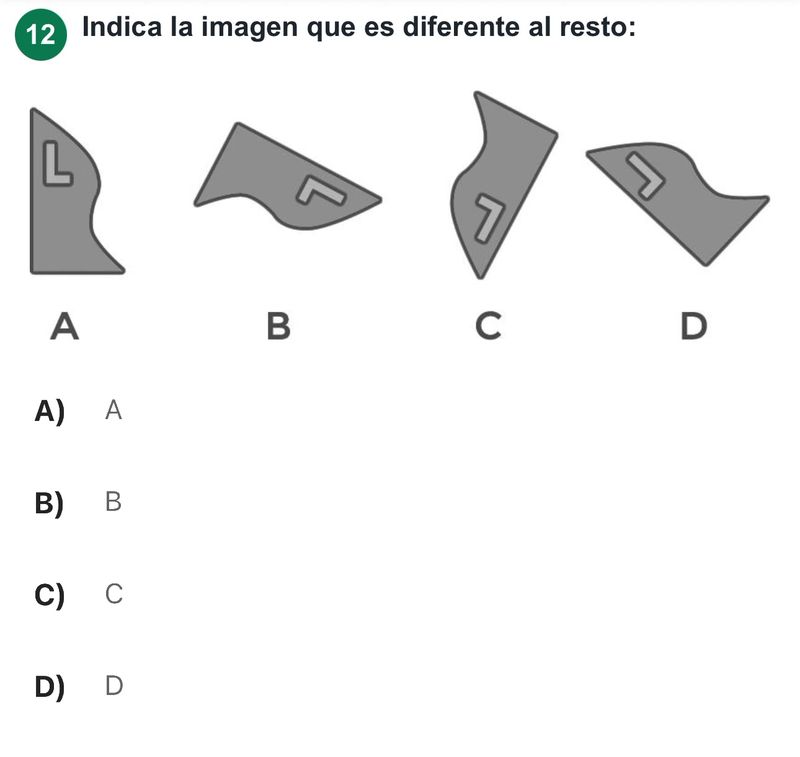 12 Indica la imagen que es diferente al resto:
L L L L
A B C D
A) A
B) B
C) C
D) D